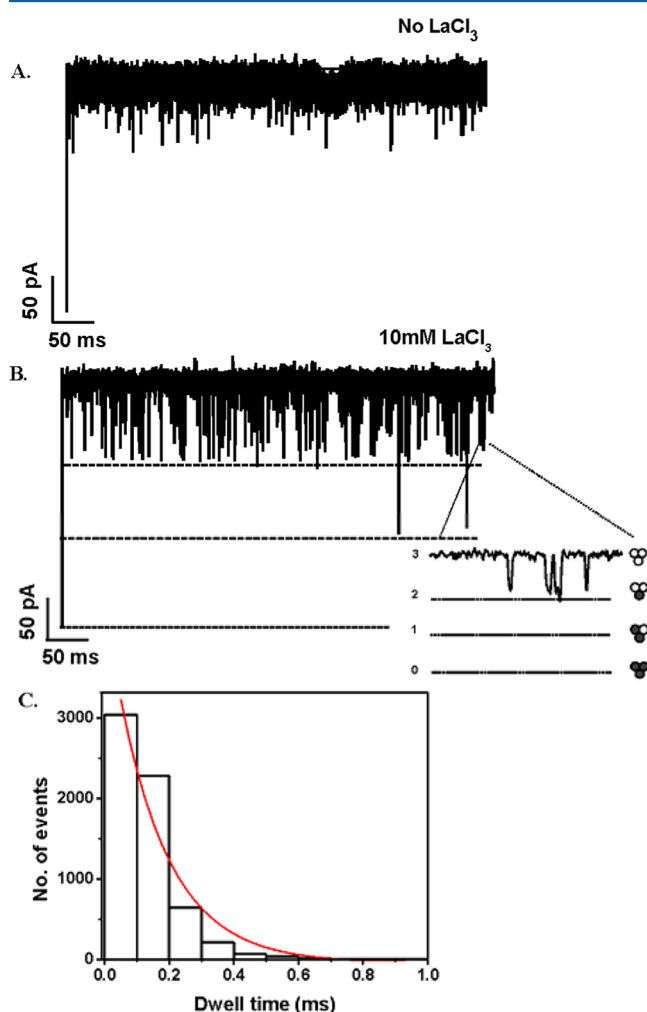 No LaCl3
A.
50 pA
50 ms
10mM LaCl3
B.
3
2
1
0
50 pA
50 ms
C.
3000
2000
1000
0
No. of events
0.0 0.2 0.4 0.6 0.8 1.0
Dwell time (ms)